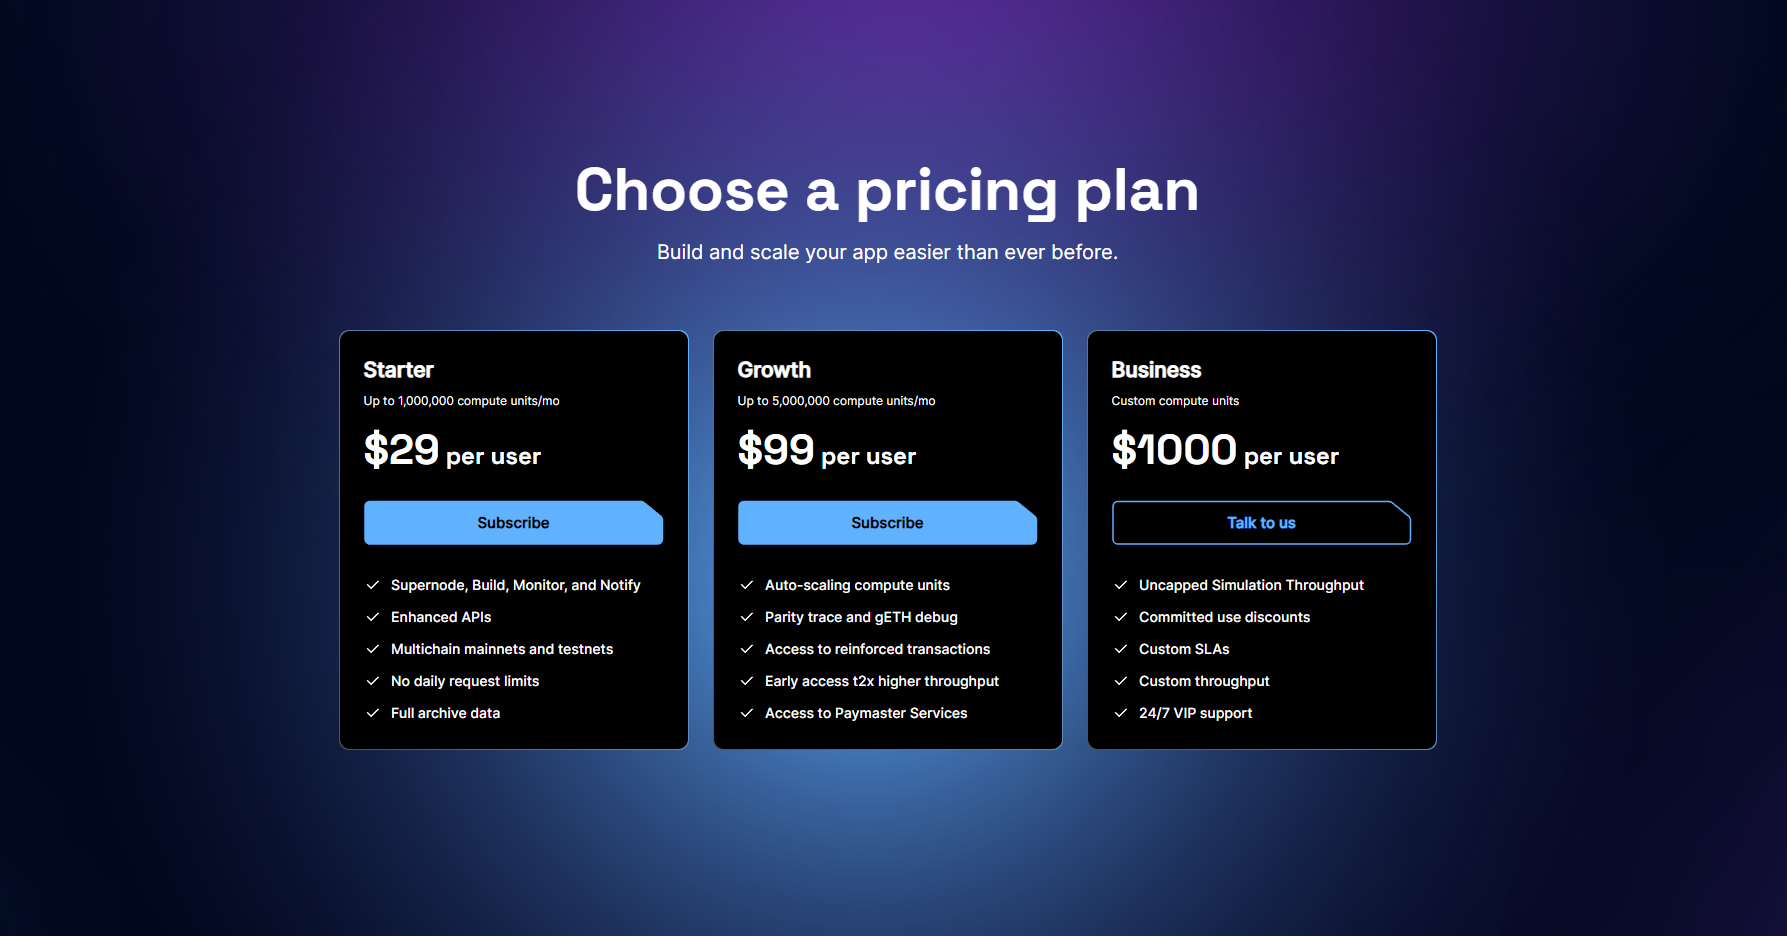 Choose a pricing plan
Build and scale your app easier than ever before.
Starter
Up to 1,000,000 compute units/mo
$29 per user
Subscribe
Supernode, Build, Monitor, and Notify
Enhanced APIs
Multichain mainnets and testnets
No daily request limits
Full archive data
Growth
Up to 5,000,000 compute units/mo
$99 per user
Subscribe
Auto-scaling compute units
Parity trace and gETH debug
Access to reinforced transactions
Early access t2x higher throughput
Access to Paymaster Services
Business
Custom compute units
$1000 per user
Talk to us
Uncapped Simulation Throughput
Committed use discounts
Custom SLAs
Custom throughput
24/7 VIP support